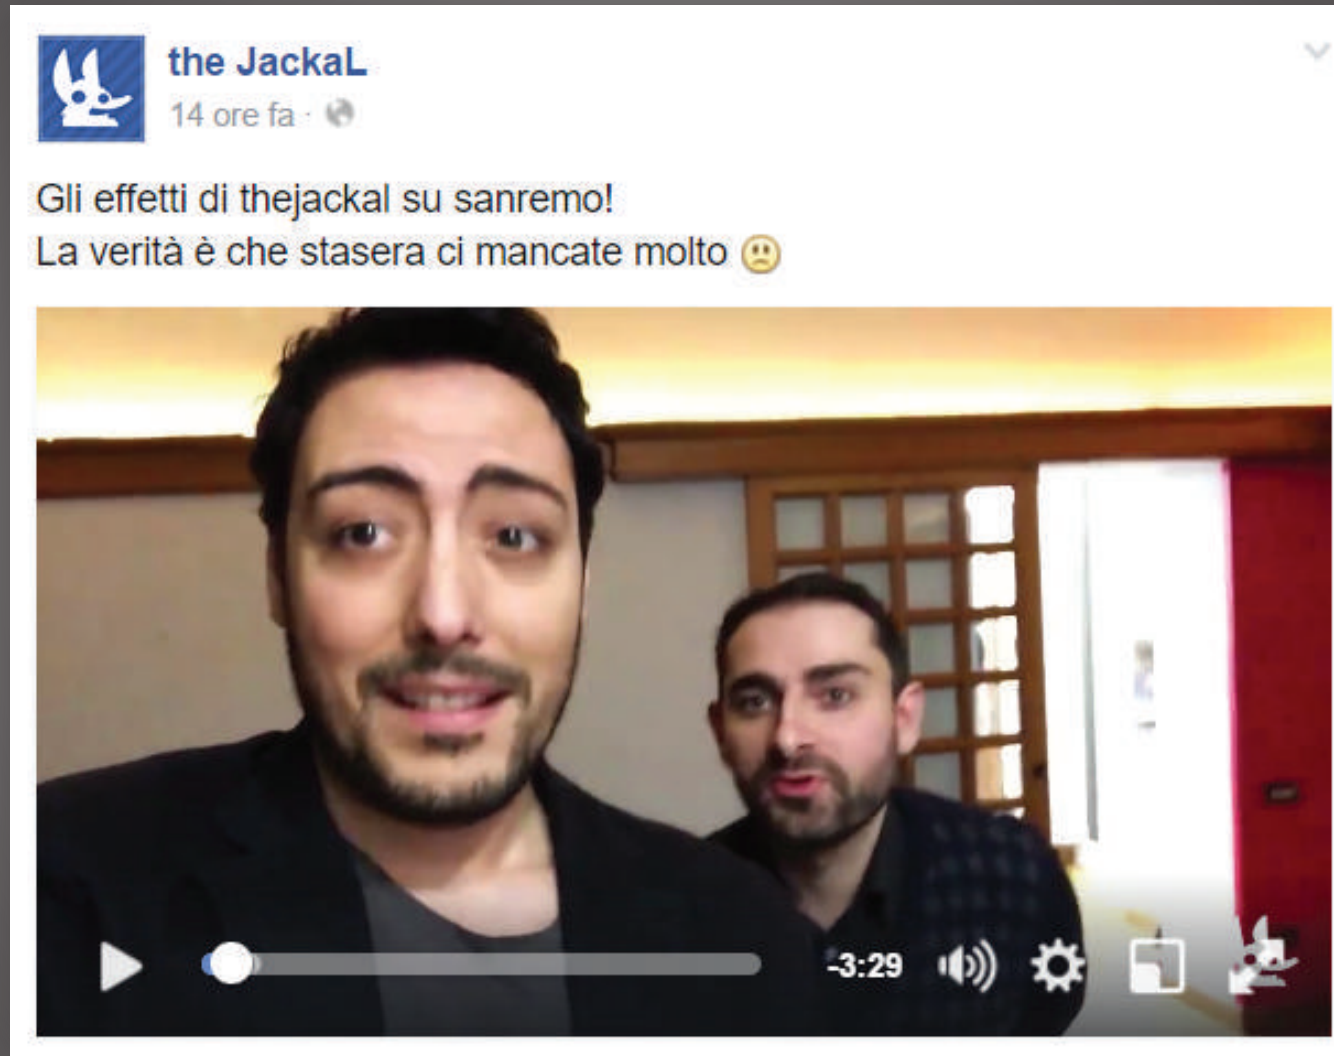 the JackaL
14 ore fa ·
Gli effetti di thejackal su sanremo!
La verità è che stasera ci mancate molto
-3:29